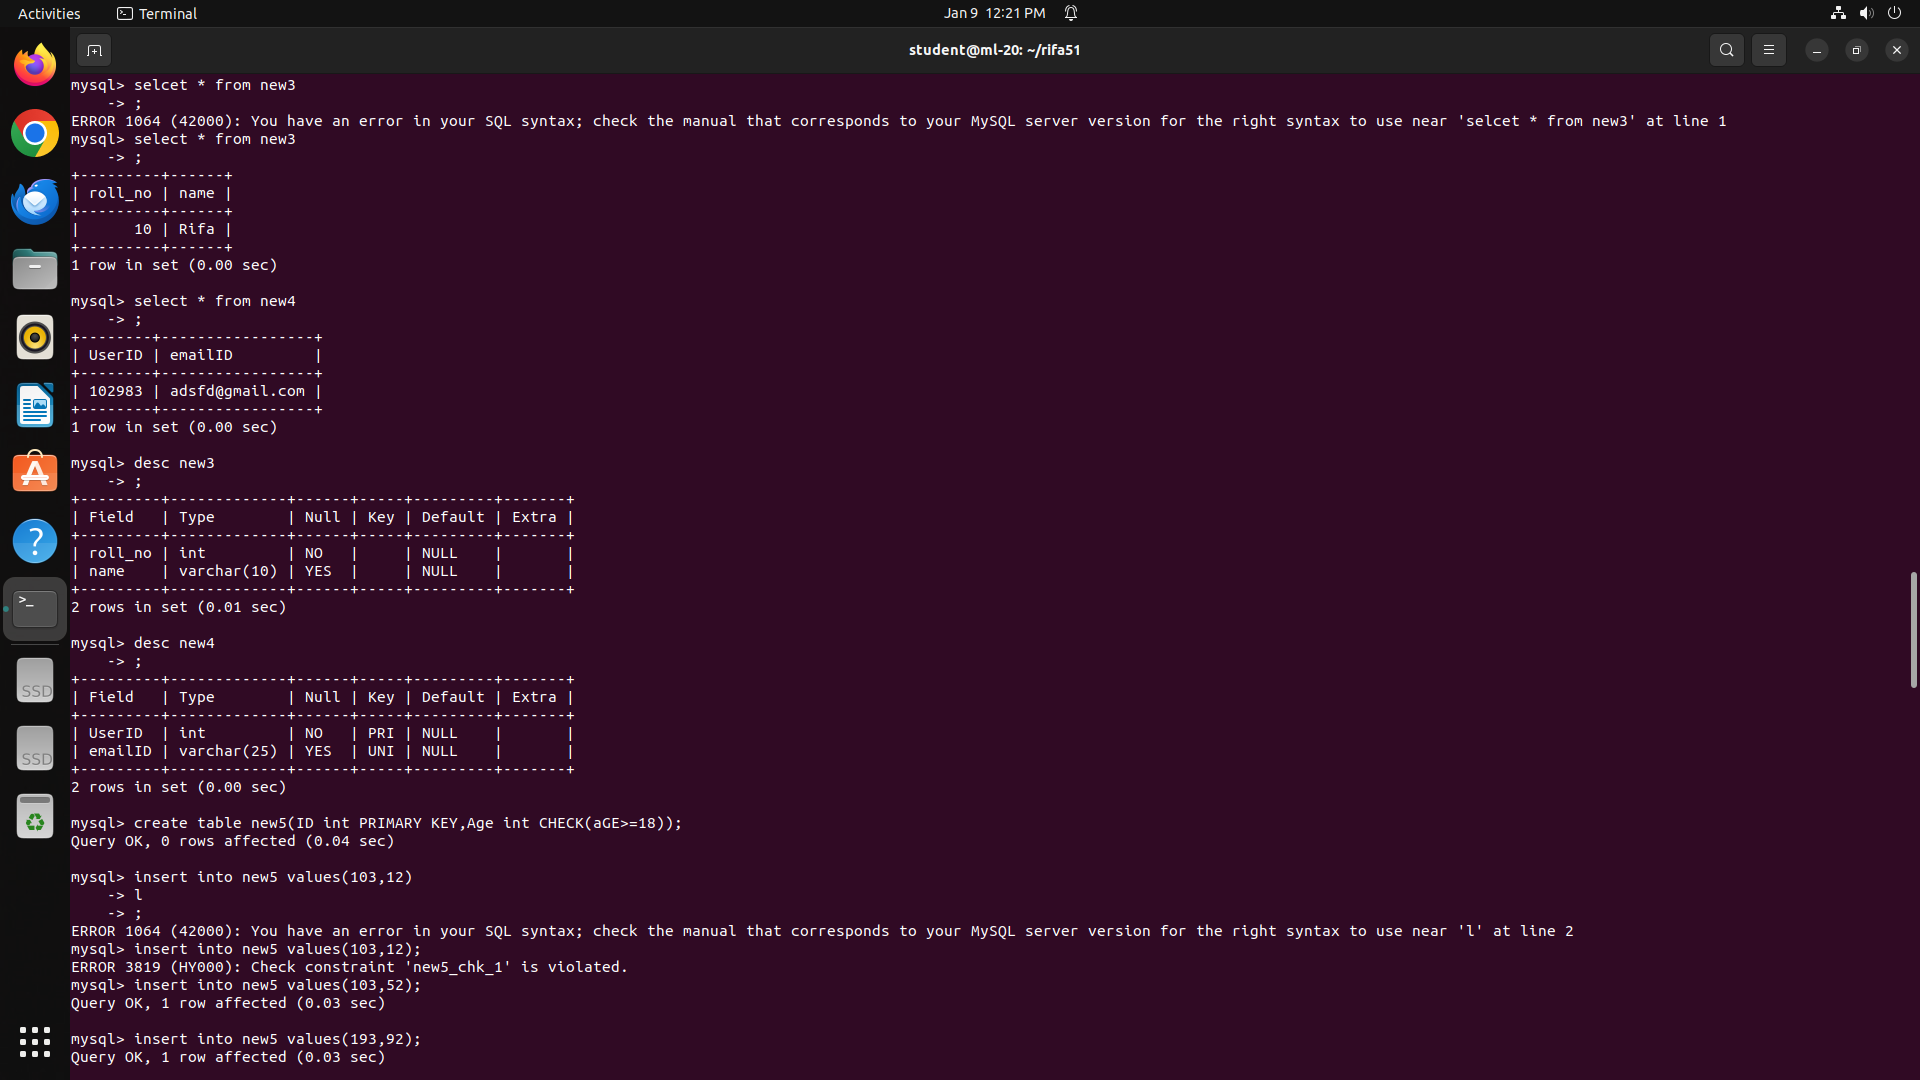 Activities Terminal Jan 9 12:21 PM
student@ml-20: ~/rifa51
mysql> selcet * from new3
    -> ;
ERROR 1064 (42000): You have an error in your SQL syntax; check the manual that corresponds to your MySQL server version for the right syntax to use near 'selcet * from new3' at line 1
mysql> select * from new3
    -> ;
+---------+------+
| roll_no | name |
+---------+------+
|      10 | Rifa |
+---------+------+
1 row in set (0.00 sec)

mysql> select * from new4
    -> ;
+--------+-----------------+
| UserID | emailID         |
+--------+-----------------+
| 102983 | adsfd@gmail.com |
+--------+-----------------+
1 row in set (0.00 sec)

mysql> desc new3
    -> ;
+---------+-------------+------+-----+---------+-------+
| Field   | Type        | Null | Key | Default | Extra |
+---------+-------------+------+-----+---------+-------+
| roll_no | int         | NO   |     | NULL    |       |
| name    | varchar(10) | YES  |     | NULL    |       |
+---------+-------------+------+-----+---------+-------+
2 rows in set (0.01 sec)

mysql> desc new4
    -> ;
+---------+-------------+------+-----+---------+-------+
| Field   | Type        | Null | Key | Default | Extra |
+---------+-------------+------+-----+---------+-------+
| UserID  | int         | NO   | PRI | NULL    |       |
| emailID | varchar(25) | YES  | UNI | NULL    |       |
+---------+-------------+------+-----+---------+-------+
2 rows in set (0.00 sec)

mysql> create table new5(ID int PRIMARY KEY,Age int CHECK(aGE>=18));
Query OK, 0 rows affected (0.04 sec)

mysql> insert into new5 values(103,12)
    -> l
    -> ;
ERROR 1064 (42000): You have an error in your SQL syntax; check the manual that corresponds to your MySQL server version for the right syntax to use near 'l' at line 2
mysql> insert into new5 values(103,12);
ERROR 3819 (HY000): Check constraint 'new5_chk_1' is violated.
mysql> insert into new5 values(103,52);
Query OK, 1 row affected (0.03 sec)

mysql> insert into new5 values(193,92);
Query OK, 1 row affected (0.03 sec)
SSD
SSD